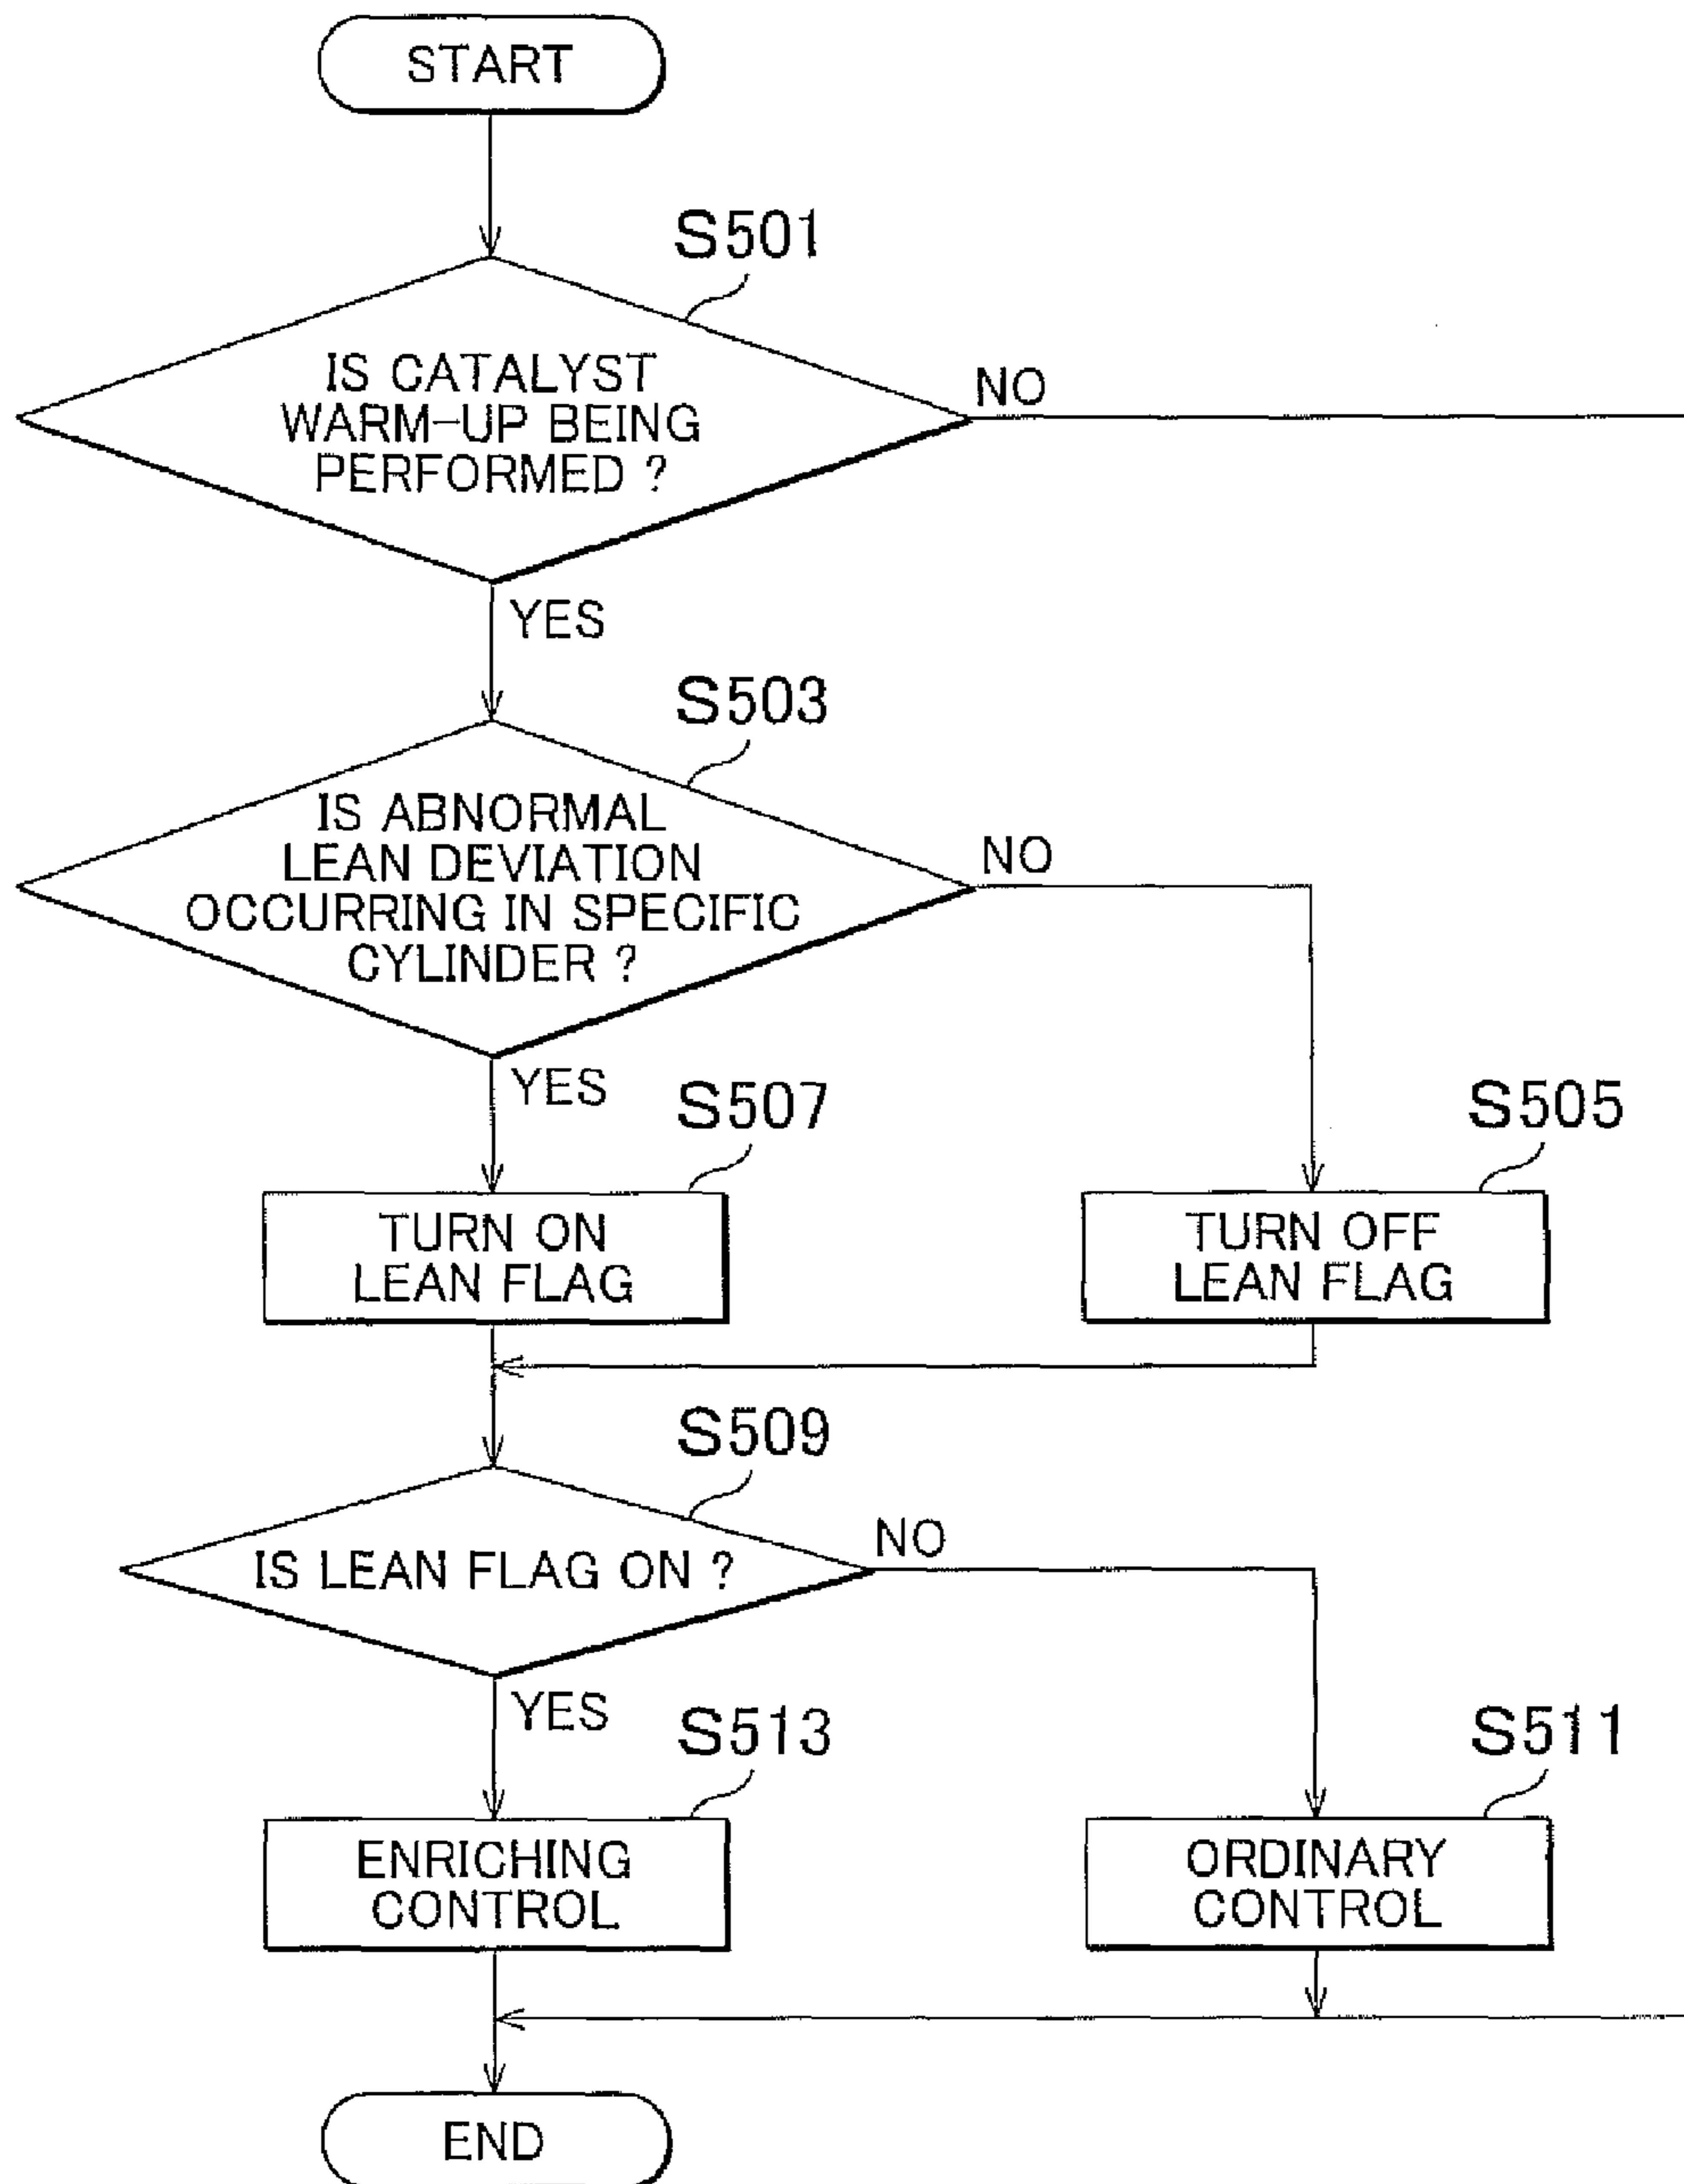 START
S501
IS CATALYST
WARM-UP BEING
PERFORMED ?
NO
YES
S503
IS ABNORMAL
LEAN DEVIATION
OCCURRING IN SPECIFIC
CYLINDER ?
NO
YES
S507
TURN ON
LEAN FLAG
S505
TURN OFF
LEAN FLAG
S509
IS LEAN FLAG ON ?
NO
YES
S513
ENRICHING
CONTROL
S511
ORDINARY
CONTROL
END